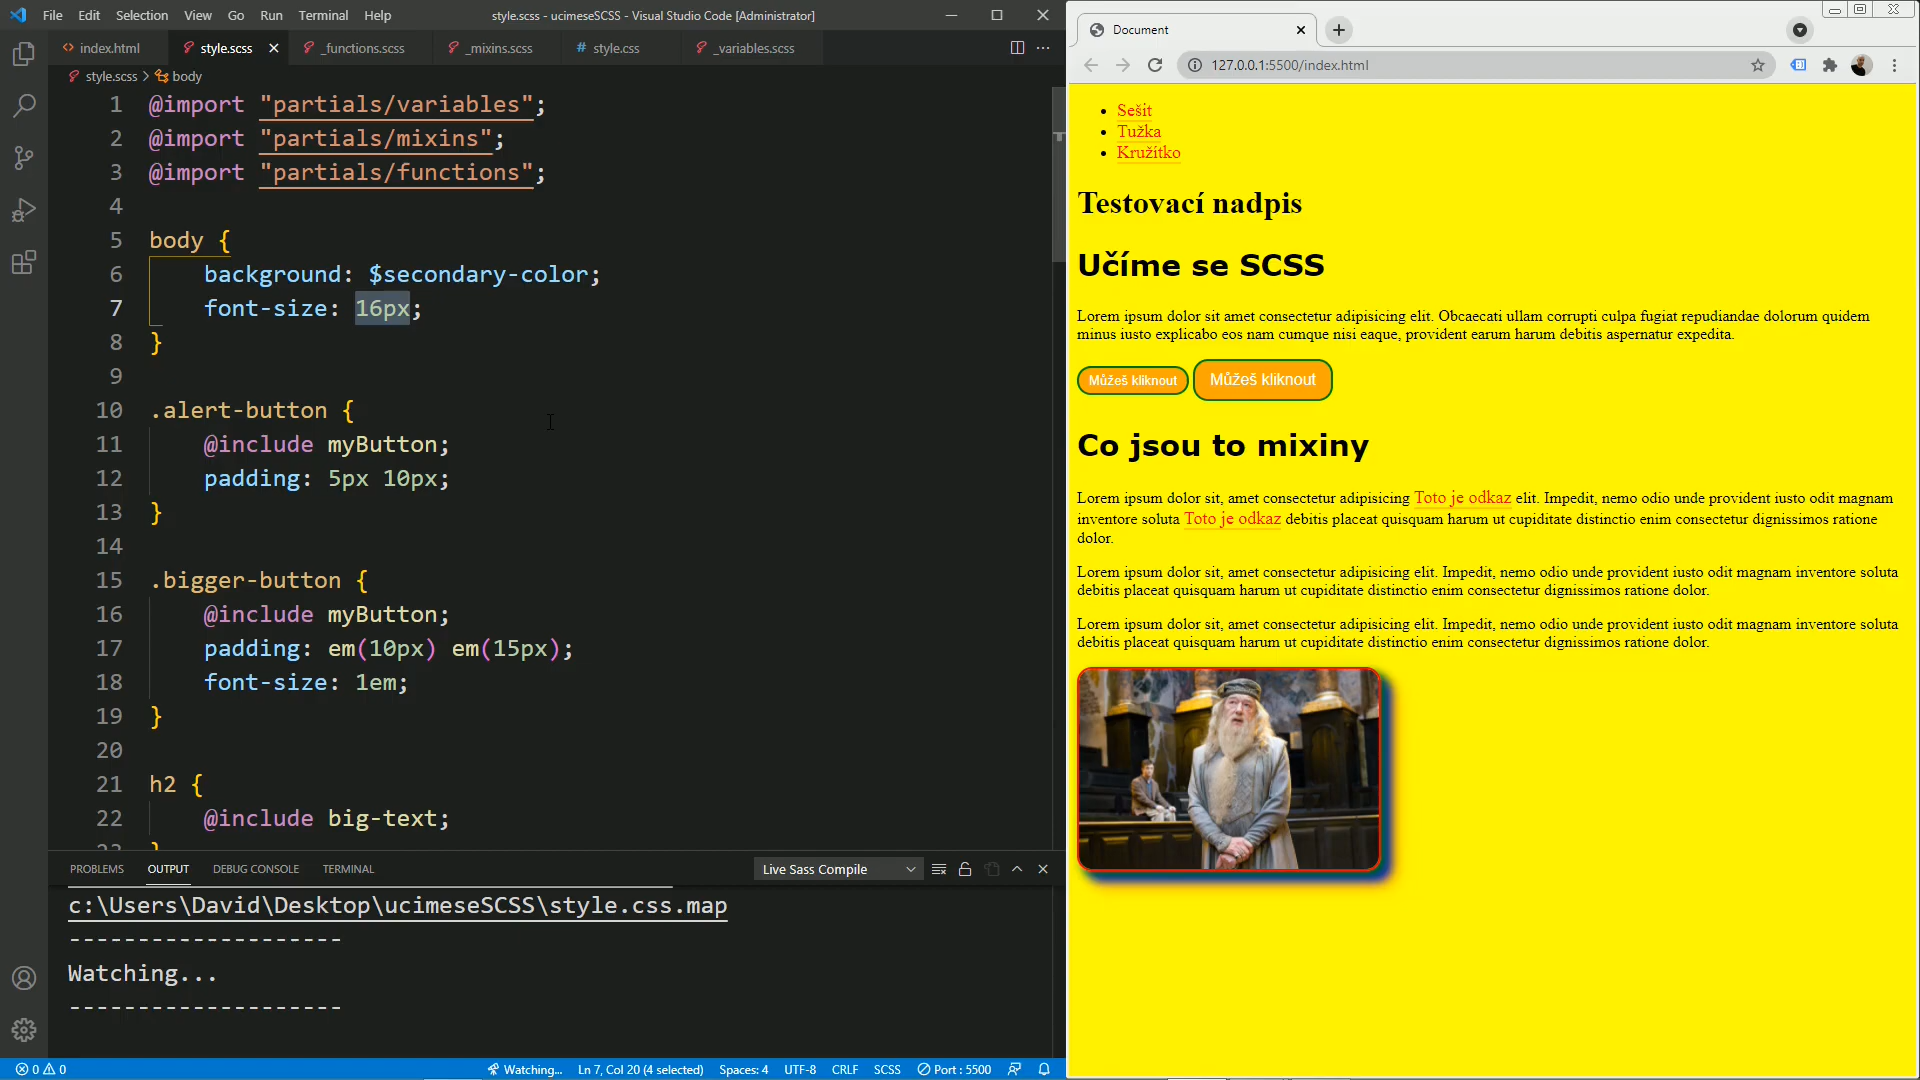 File Edit Selection View Go Run Terminal Help
style.scss - ucimeseSCSS - Visual Studio Code [Administrator]
index.html style.scss _functions.scss _mixins.scss style.css _variables.scss
style.scss > body
1 @import "partials/variables";
2 @import "partials/mixins";
3 @import "partials/functions";
4
5 body {
6 background: $secondary-color;
7 font-size: 16px;
8 }
9
10 .alert-button {
11 @include myButton;
12 padding: 5px 10px;
13 }
14
15 .bigger-button {
16 @include myButton;
17 padding: em(10px) em(15px);
18 font-size: 1em;
19 }
20
21 h2 {
22 @include big-text;
23 }
PROBLEMS OUTPUT DEBUG CONSOLE TERMINAL
Live Sass Compile
c:\Users\David\Desktop\ucimeseSCSS\style.css.map
--------------------
Watching...
--------------------
0 0 Watching... Ln 7, Col 20 (4 selected) Spaces: 4 UTF-8 CRLF SCSS Port : 5500
Document
127.0.0.1:5500/index.html
• Sešit
• Tužka
• Kružítko
Testovací nadpis
Učíme se SCSS
Lorem ipsum dolor sit amet consectetur adipisicing elit. Obcaecati ullam corrupti culpa fugiat repudiandae dolorum quidem
minus iusto explicabo eos nam cumque nisi eaque, provident earum harum debitis aspernatur expedita.
Můžeš kliknout Můžeš kliknout
Co jsou to mixiny
Lorem ipsum dolor sit, amet consectetur adipisicing Toto je odkaz elit. Impedit, nemo odio unde provident iusto odit magnam
inventore soluta Toto je odkaz debitis placeat quisquam harum ut cupiditate distinctio enim consectetur dignissimos ratione
dolor.
Lorem ipsum dolor sit, amet consectetur adipisicing elit. Impedit, nemo odio unde provident iusto odit magnam inventore soluta
debitis placeat quisquam harum ut cupiditate distinctio enim consectetur dignissimos ratione dolor.
Lorem ipsum dolor sit, amet consectetur adipisicing elit. Impedit, nemo odio unde provident iusto odit magnam inventore soluta
debitis placeat quisquam harum ut cupiditate distinctio enim consectetur dignissimos ratione dolor.